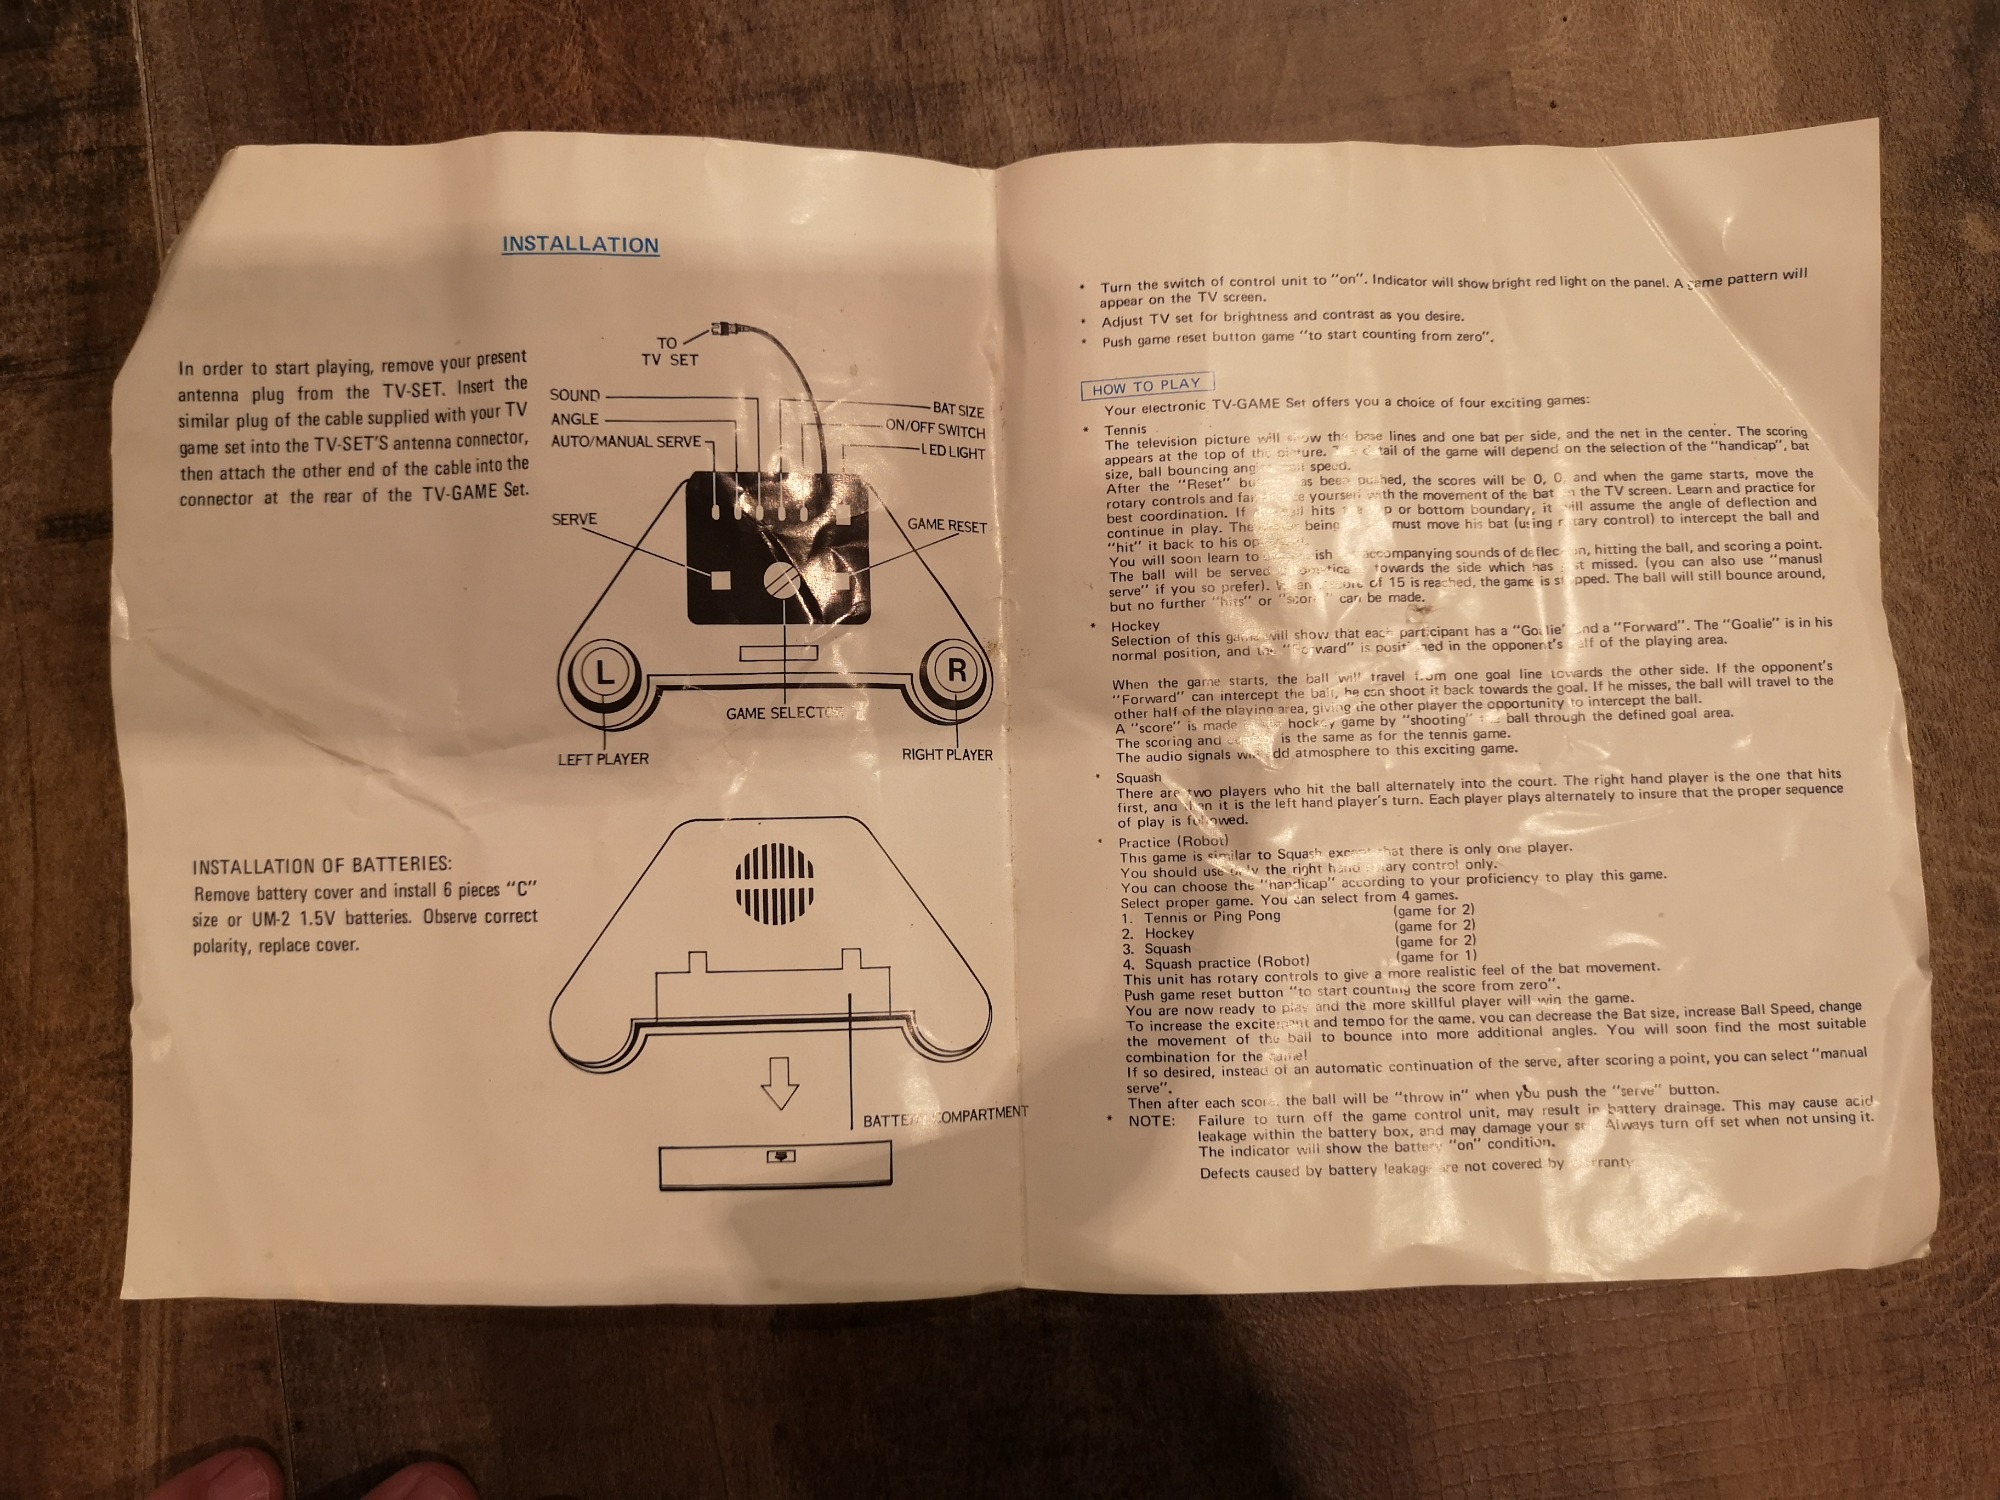 INSTALLATION
In order to start playing, remove your present
antenna plug from the TV-SET. Insert the
similar plug of the cable supplied with your TV
game set into the TV-SET'S antenna connector,
then attach the other end of the cable into the
connector at the rear of the TV-GAME Set.
TO
TV SET
SOUND
ANGLE
AUTO/MANUAL SERVE
BAT SIZE
ON/OFF SWITCH
LED LIGHT
SERVE
GAME RESET
L
R
GAME SELECTOR
LEFT PLAYER
RIGHT PLAYER
INSTALLATION OF BATTERIES:
Remove battery cover and install 6 pieces "C"
size or UM-2 1.5V batteries. Observe correct
polarity, replace cover.
BATTERY COMPARTMENT
* Turn the switch of control unit to "on". Indicator will show bright red light on the panel. A game pattern will
appear on the TV screen.
* Adjust TV set for brightness and contrast as you desire.
* Push game reset button game "to start counting from zero".
HOW TO PLAY
Your electronic TV-GAME Set offers you a choice of four exciting games:
* Tennis
The television picture will show the base lines and one bat per side, and the net in the center. The scoring
appears at the top of the picture. The detail of the game will depend on the selection of the "handicap", bat
size, ball bouncing speed.
After the "Reset" has been pushed, the scores will be 0, 0, and when the game starts, move the
rotary controls and yourself with the movement of the bat on the TV screen. Learn and practice for
best coordination. If hits the top or bottom boundary, it will assume the angle of deflection and
continue in play. The being must move his bat (using rotary control) to intercept the ball and
"hit" it back to his
You will soon learn to accompanying sounds of deflection, hitting the ball, and scoring a point.
The ball will be served towards the side which has just missed. (you can also use "manusl
serve" if you so prefer). When score of 15 is reached, the game is stopped. The ball will still bounce around,
but no further "hits" or "scores" can be made.
* Hockey
Selection of this game will show that each participant has a "Goalie" and a "Forward". The "Goalie" is in his
normal position, and the "Forward" is positioned in the opponent's half of the playing area.
When the game starts, the ball will travel from one goal line towards the other side. If the opponent's
"Forward" can intercept the ball, he can shoot it back towards the goal. If he misses, the ball will travel to the
other half of the playing area, giving the other player the opportunity to intercept the ball.
A "score" is made hockey game by "shooting" the ball through the defined goal area.
The scoring and is the same as for the tennis game.
The audio signals will add atmosphere to this exciting game.
* Squash
There are two players who hit the ball alternately into the court. The right hand player is the one that hits
first, and then it is the left hand player's turn. Each player plays alternately to insure that the proper sequence
of play is followed.
* Practice (Robot)
This game is similar to Squash except that there is only one player.
You should use only the right hand rotary control only.
You can choose the "handicap" according to your proficiency to play this game.
Select proper game. You can select from 4 games.
1. Tennis or Ping Pong (game for 2)
2. Hockey (game for 2)
3. Squash (game for 2)
4. Squash practice (Robot) (game for 1)
This unit has rotary controls to give a more realistic feel of the bat movement.
Push game reset button "to start counting the score from zero".
You are now ready to play and the more skillful player will win the game.
To increase the excitement and tempo for the game, you can decrease the Bat size, increase Ball Speed, change
the movement of the ball to bounce into more additional angles. You will soon find the most suitable
combination for the game!
If so desired, instead of an automatic continuation of the serve, after scoring a point, you can select "manual
serve".
Then after each score, the ball will be "throw in" when you push the "serve" button.
* NOTE: Failure to turn off the game control unit, may result in battery drainage. This may cause acid
leakage within the battery box, and may damage your set. Always turn off set when not unsing it.
The indicator will show the battery "on" condition.
Defects caused by battery leakage are not covered by warranty